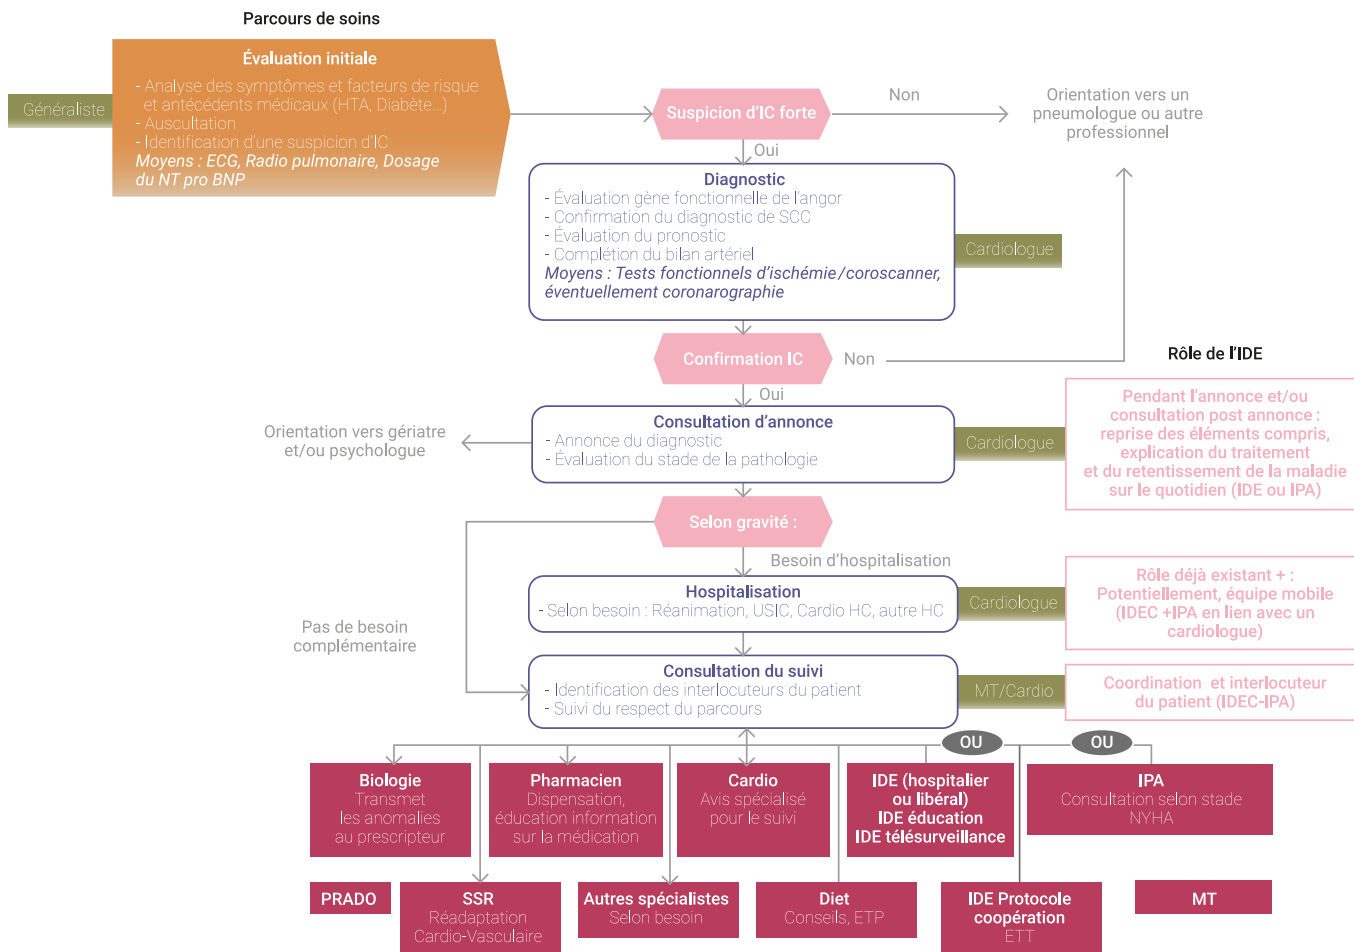 Parcours de soins
Évaluation initiale
- Analyse des symptômes et facteurs de risque
et antécédents médicaux (HTA, Diabète...)
- Auscultation
- Identification d'une suspicion d'IC
Moyens : ECG, Radio pulmonaire, Dosage
du NT pro BNP
Généraliste
Suspicion d'IC forte
Non
Orientation vers un
pneumologue ou autre
professionnel
Oui
Diagnostic
- Évaluation gêne fonctionnelle de l'angor
- Confirmation du diagnostic de SCC
- Évaluation du pronostic
- Complétion du bilan artériel
Moyens : Tests fonctionnels d'ischémie/coroscanner,
éventuellement coronarographie
Cardiologue
Confirmation IC
Non
Rôle de l'IDE
Oui
Consultation d'annonce
- Annonce du diagnostic
- Évaluation du stade de la pathologie
Orientation vers gériatre
et/ou psychologue
Cardiologue
Pendant l'annonce et/ou
consultation post annonce :
reprise des éléments compris,
explication du traitement
et du retentissement de la maladie
sur le quotidien (IDE ou IPA)
Selon gravité :
Besoin d'hospitalisation
Hospitalisation
- Selon besoin : Réanimation, USIC, Cardio HC, autre HC
Cardiologue
Rôle déjà existant + :
Potentiellement, équipe mobile
(IDEC +IPA en lien avec un
cardiologue)
Pas de besoin
complémentaire
Consultation du suivi
- Identification des interlocuteurs du patient
- Suivi du respect du parcours
MT/Cardio
Coordination et interlocuteur
du patient (IDEC-IPA)
OU
OU
Biologie
Transmet
les anomalies
au prescripteur
Pharmacien
Dispensation,
éducation information
sur la médication
Cardio
Avis spécialisé
pour le suivi
IDE (hospitalier
ou libéral)
IDE éducation
IDE télésurveillance
IPA
Consultation selon stade
NYHA
PRADO
SSR
Réadaptation
Cardio-Vasculaire
Autres spécialistes
Selon besoin
Diet
Conseils, ETP
IDE Protocole
coopération
ETT
MT